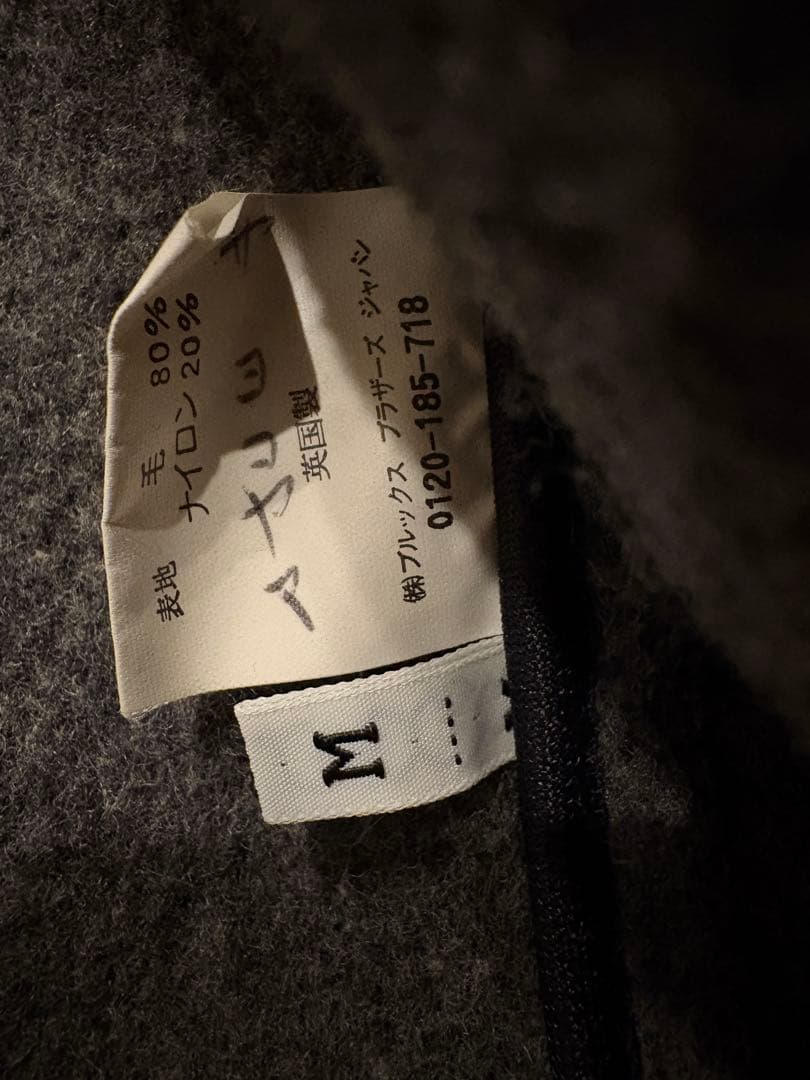 表地 毛 80%
ナイロン 20%
英国製
㈱ブルックス ブラザーズ ジャパン
0120-185-718
M